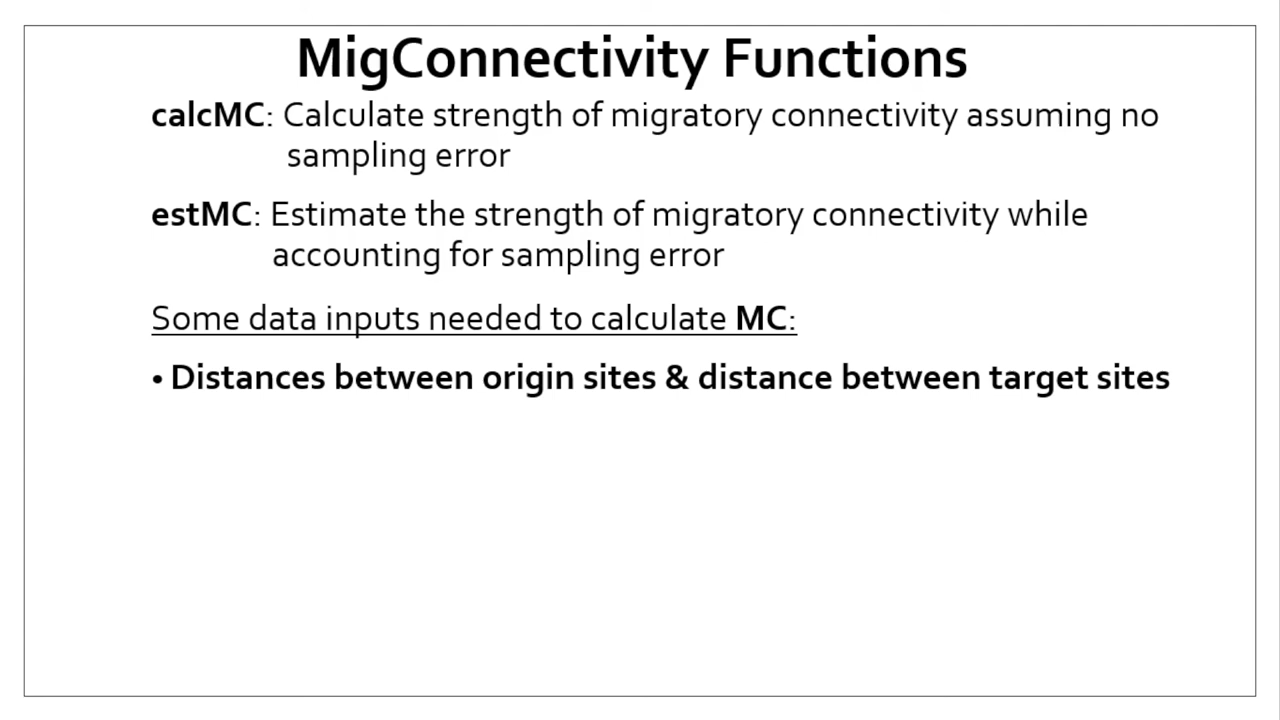 MigConnectivity Functions
calcMC: Calculate strength of migratory connectivity assuming no
sampling error
estMC: Estimate the strength of migratory connectivity while
accounting for sampling error
Some data inputs needed to calculate MC:
• Distances between origin sites & distance between target sites